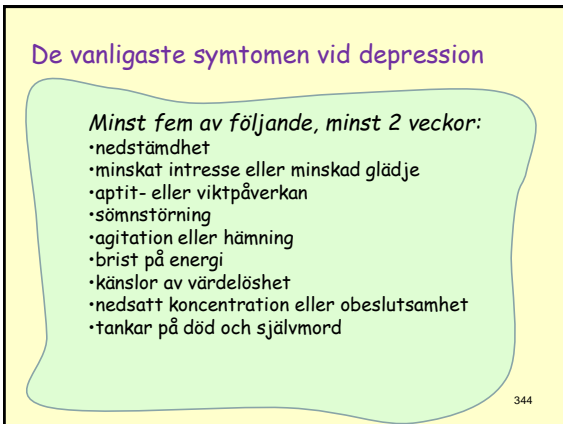 De vanligaste symtomen vid depression
Minst fem av följande, minst 2 veckor:
•nedstämdhet
•minskat intresse eller minskad glädje
•aptit- eller viktpåverkan
•sömnstörning
•agitation eller hämning
•brist på energi
•känslor av värdelöshet
•nedsatt koncentration eller obeslutsamhet
•tankar på död och självmord
344